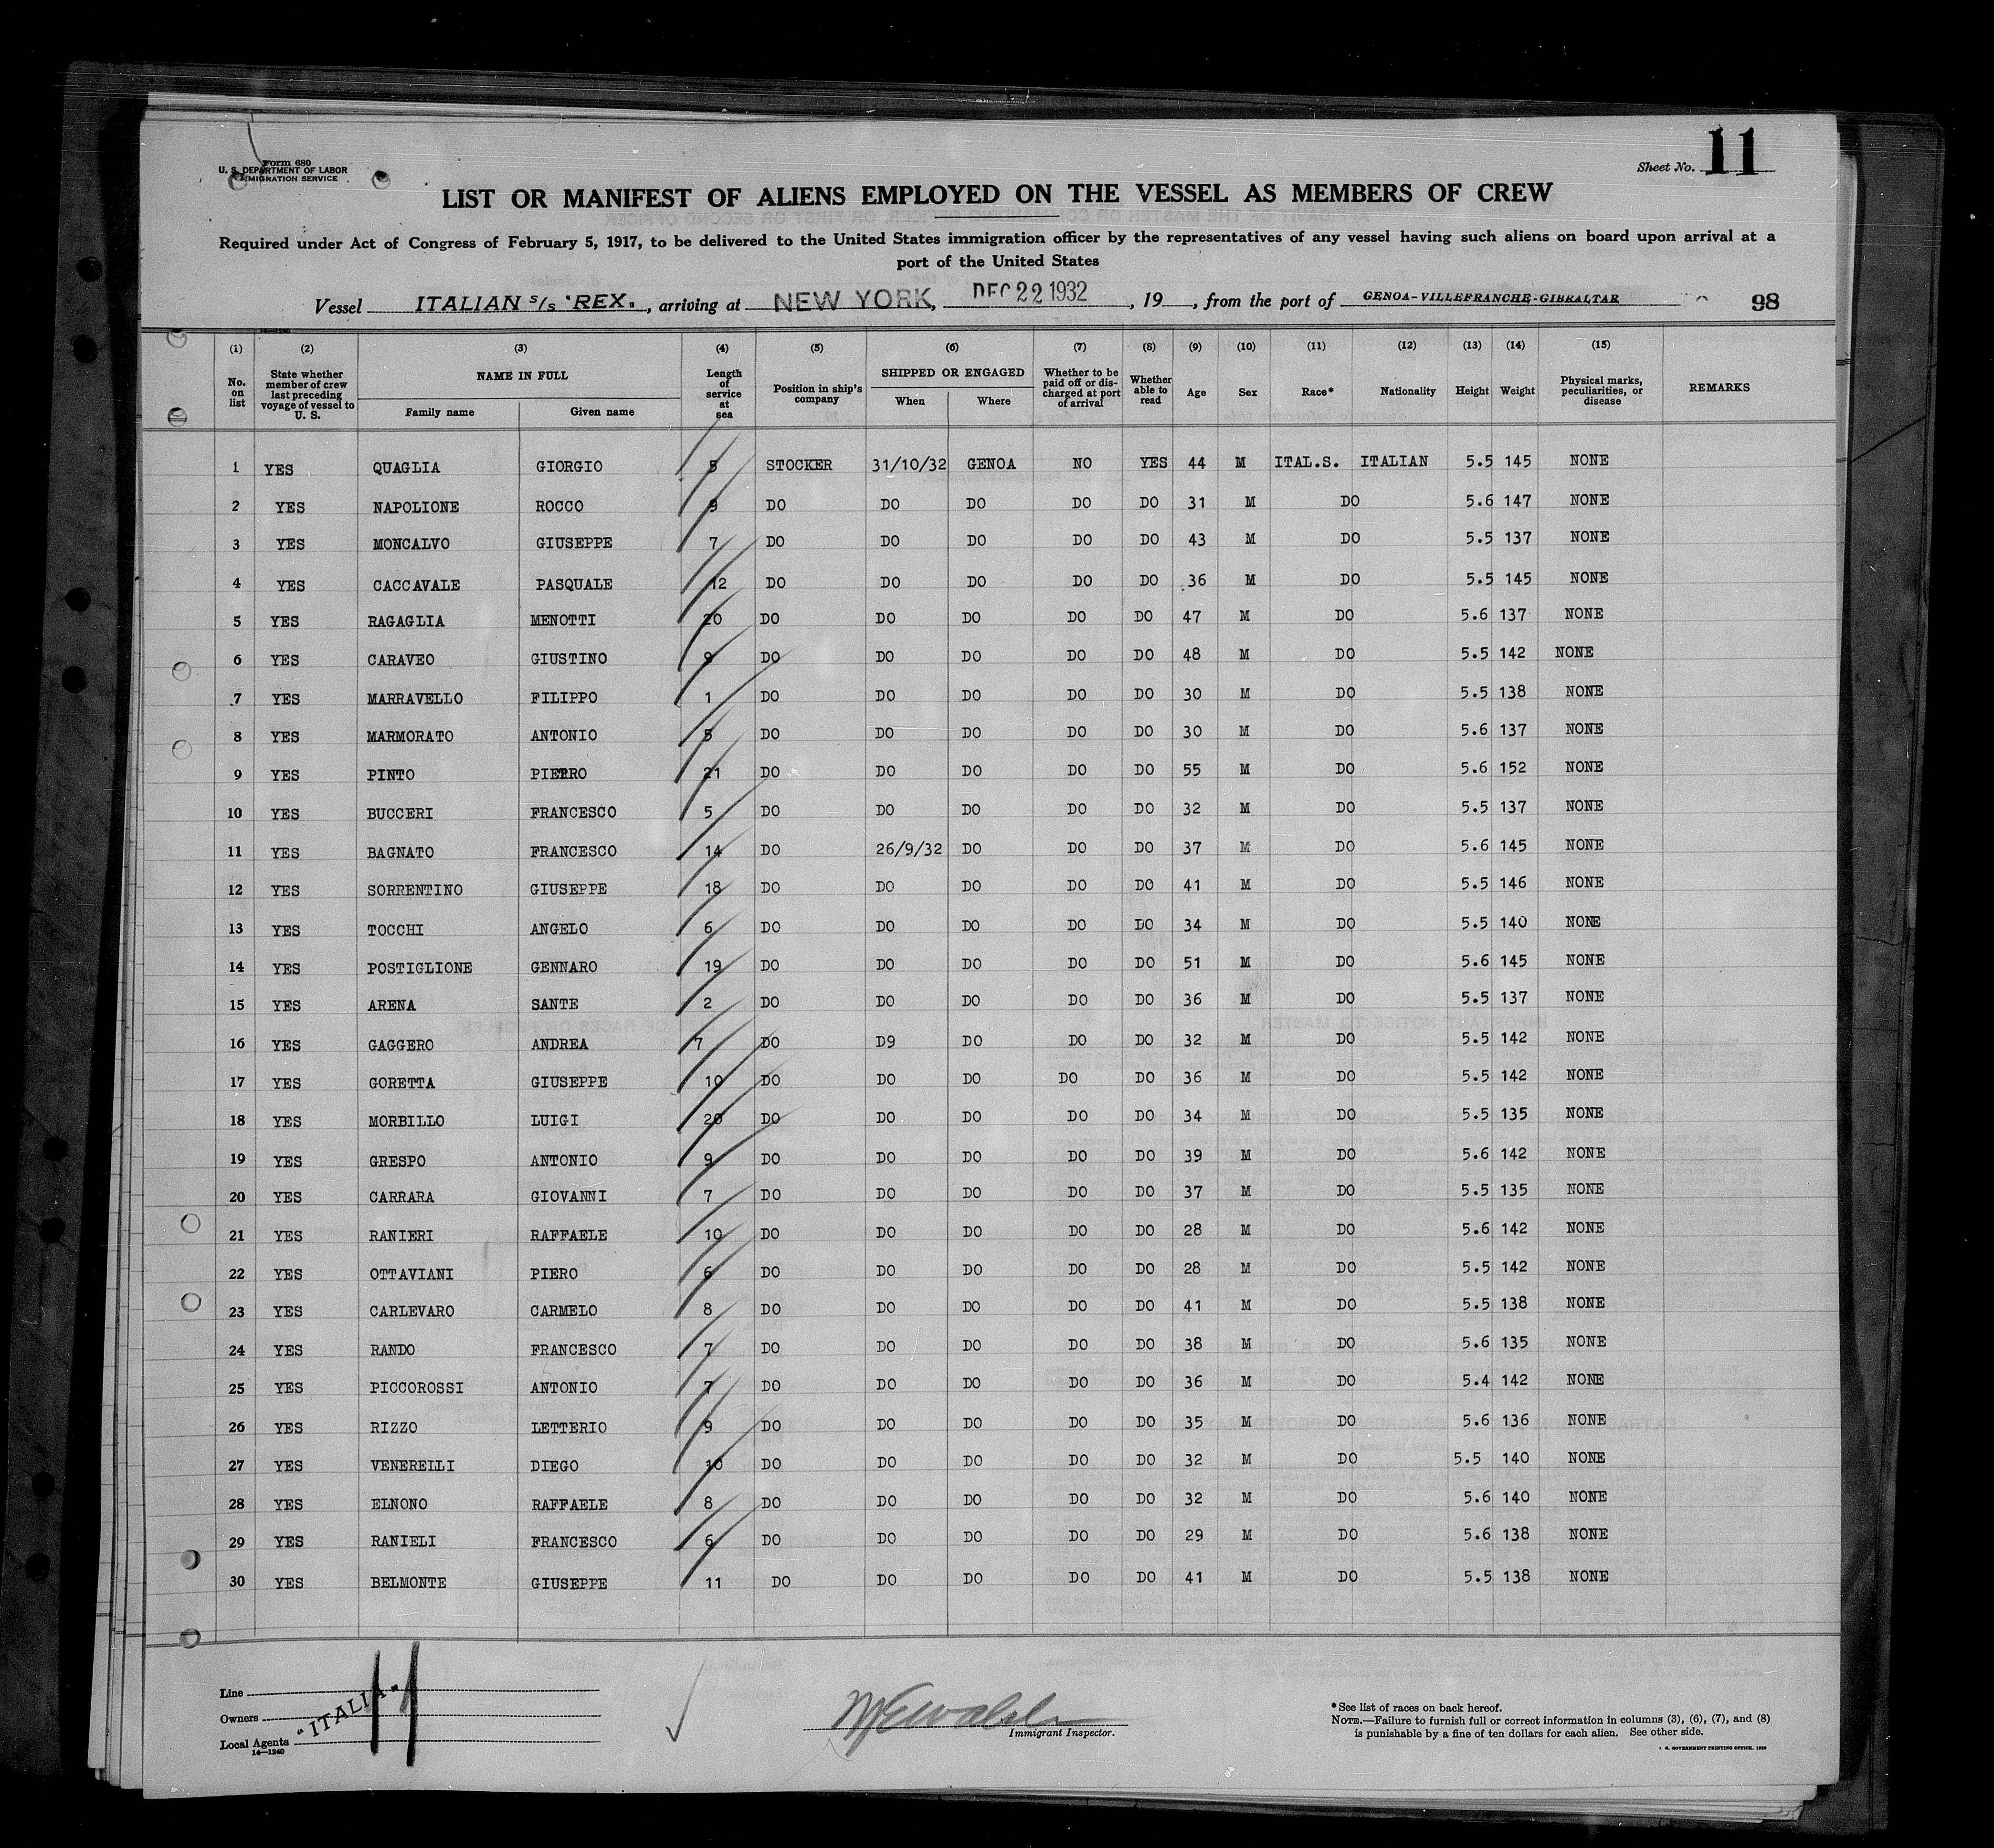 Form 680
U. S. DEPARTMENT OF LABOR
IMMIGRATION SERVICE
Sheet No. 11
LIST OR MANIFEST OF ALIENS EMPLOYED ON THE VESSEL AS MEMBERS OF CREW
Required under Act of Congress of February 5, 1917, to be delivered to the United States immigration officer by the representatives of any vessel having such aliens on board upon arrival at a
port of the United States
Vessel ITALIAN S/S "REX", arriving at NEW YORK, DEC 22 1932, 19 , from the port of GENOA-VILLEFRANCHE-GIBRALTAR 98
(1) (2) (3) (4) (5) (6) (7) (8) (9) (10) (11) (12) (13) (14) (15)
No. on list State whether member of crew last preceding voyage of vessel to U. S. NAME IN FULL Family name Given name Length of service at sea Position in ship's company SHIPPED OR ENGAGED When Where Whether to be paid off or discharged at port of arrival Whether able to read Age Sex Race* Nationality Height Weight Physical marks, peculiarities, or disease REMARKS
1 YES QUAGLIA GIORGIO 5 STOCKER 31/10/32 GENOA NO YES 44 M ITAL.S. ITALIAN 5.5 145 NONE
2 YES NAPOLIONE ROCCO 9 DO DO DO DO DO 31 M DO 5.6 147 NONE
3 YES MONCALVO GIUSEPPE 7 DO DO DO DO DO 43 M DO 5.5 137 NONE
4 YES CACCAVALE PASQUALE 12 DO DO DO DO DO 36 M DO 5.5 145 NONE
5 YES RAGAGLIA MENOTTI 20 DO DO DO DO DO 47 M DO 5.6 137 NONE
6 YES CARAVEO GIUSTINO 9 DO DO DO DO DO 48 M DO 5.5 142 NONE
7 YES MARRAVELLO FILIPPO 1 DO DO DO DO DO 30 M DO 5.5 138 NONE
8 YES MARMORATO ANTONIO 5 DO DO DO DO DO 30 M DO 5.6 137 NONE
9 YES PINTO PIETRO 21 DO DO DO DO DO 55 M DO 5.6 152 NONE
10 YES BUCCERI FRANCESCO 5 DO DO DO DO DO 32 M DO 5.5 137 NONE
11 YES BAGNATO FRANCESCO 14 DO 26/9/32 DO DO DO 37 M DO 5.6 145 NONE
12 YES SORRENTINO GIUSEPPE 18 DO DO DO DO DO 41 M DO 5.5 146 NONE
13 YES TOCCHI ANGELO 6 DO DO DO DO DO 34 M DO 5.5 140 NONE
14 YES POSTIGLIONE GENNARO 19 DO DO DO DO DO 51 M DO 5.6 145 NONE
15 YES ARENA SANTE 2 DO DO DO DO DO 36 M DO 5.5 137 NONE
16 YES GAGGERO ANDREA 7 DO D9 DO DO DO 32 M DO 5.5 142 NONE
17 YES GORETTA GIUSEPPE 10 DO DO DO DO DO 36 M DO 5.5 142 NONE
18 YES MORBILLO LUIGI 20 DO DO DO DO DO 34 M DO 5.5 135 NONE
19 YES GRESPO ANTONIO 9 DO DO DO DO DO 39 M DO 5.6 142 NONE
20 YES CARRARA GIOVANNI 7 DO DO DO DO DO 37 M DO 5.5 135 NONE
21 YES RANIERI RAFFAELE 10 DO DO DO DO DO 28 M DO 5.6 142 NONE
22 YES OTTAVIANI PIERO 6 DO DO DO DO DO 28 M DO 5.5 142 NONE
23 YES CARLEVARO CARMELO 8 DO DO DO DO DO 41 M DO 5.5 138 NONE
24 YES RANDO FRANCESCO 7 DO DO DO DO DO 38 M DO 5.6 135 NONE
25 YES PICCOROSSI ANTONIO 7 DO DO DO DO DO 36 M DO 5.4 142 NONE
26 YES RIZZO LETTERIO 9 DO DO DO DO DO 35 M DO 5.6 136 NONE
27 YES VENEREILI DIEGO 10 DO DO DO DO DO 32 M DO 5.5 140 NONE
28 YES ELNONO RAFFAELE 8 DO DO DO DO DO 32 M DO 5.6 140 NONE
29 YES RANIELI FRANCESCO 6 DO DO DO DO DO 29 M DO 5.6 138 NONE
30 YES BELMONTE GIUSEPPE 11 DO DO DO DO DO 41 M DO 5.5 138 NONE
Line
Owners "ITALIA" 11
Local Agents
14—1240
Immigrant Inspector.
*See list of races on back hereof.
NOTE.—Failure to furnish full or correct information in columns (3), (6), (7), and (8)
is punishable by a fine of ten dollars for each alien. See other side.
GOVERNMENT PRINTING OFFICE